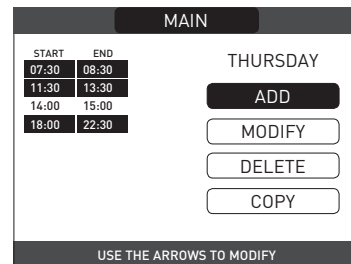 MAIN
START END
07:30 08:30
11:30 13:30
14:00 15:00
18:00 22:30
THURSDAY
ADD
MODIFY
DELETE
COPY
USE THE ARROWS TO MODIFY